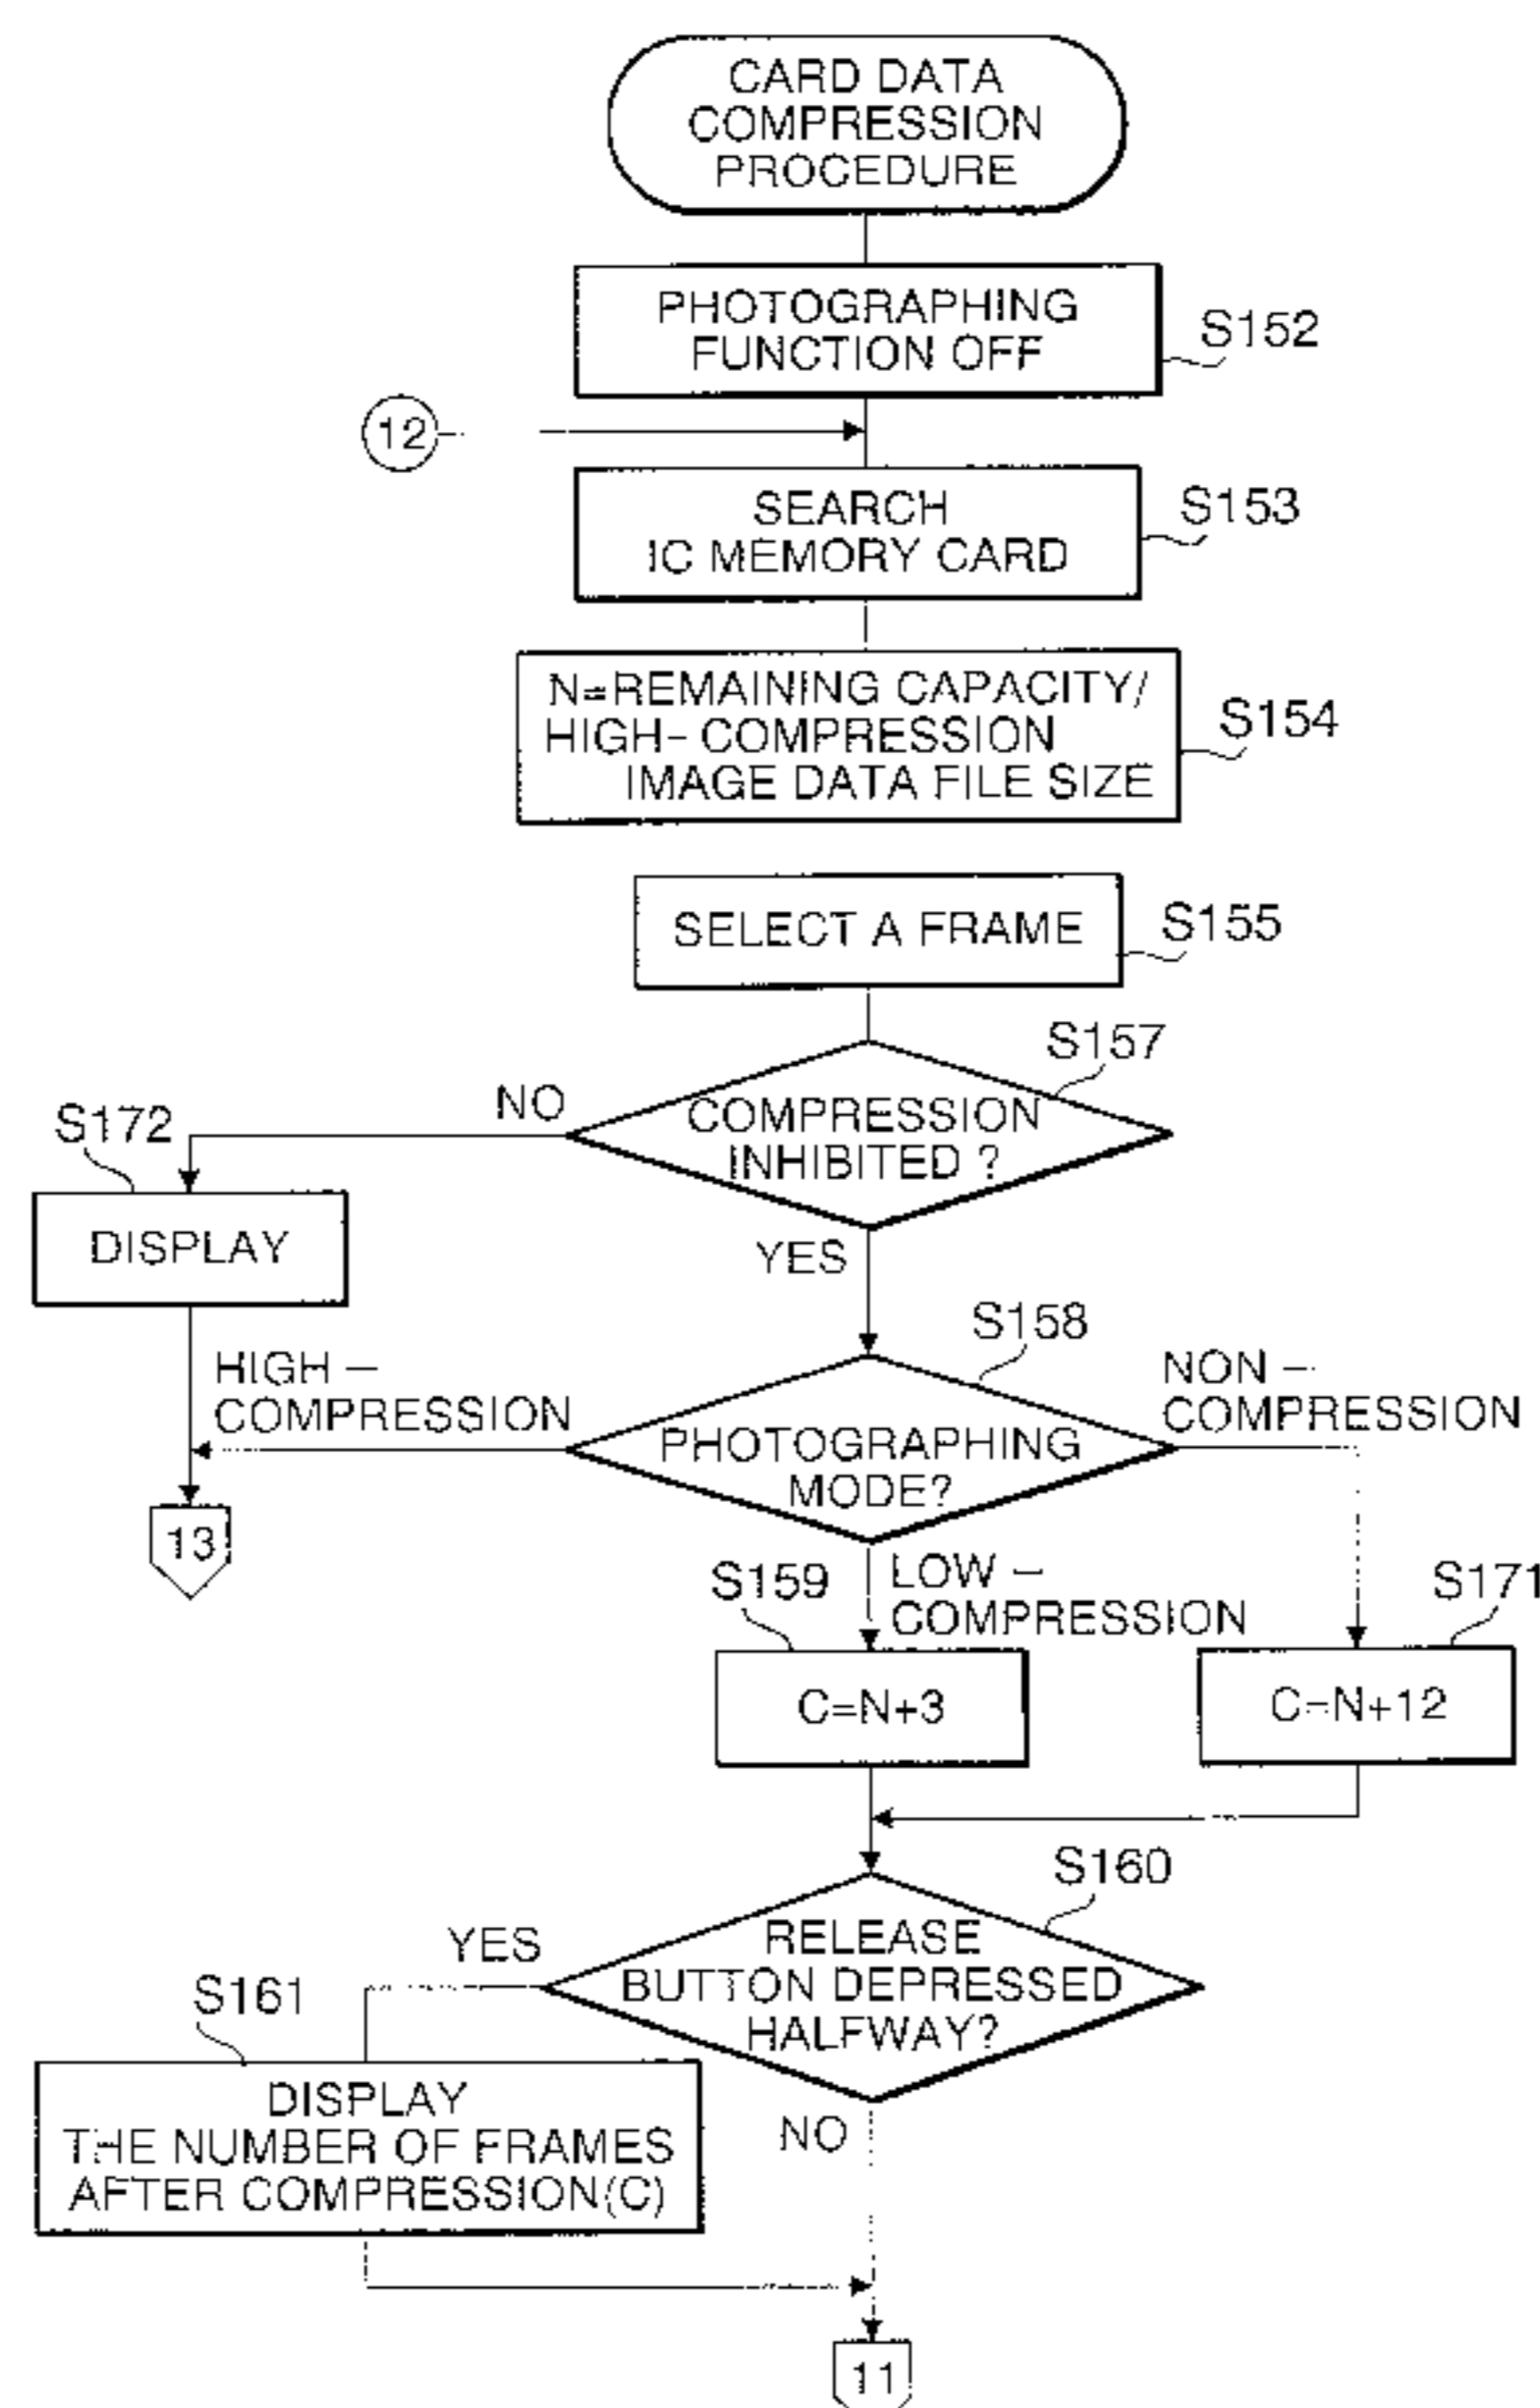 CARD DATA
COMPRESSION
PROCEDURE
PHOTOGRAPHING
FUNCTION OFF
S152
12
SEARCH
IC MEMORY CARD
S153
N=REMAINING CAPACITY/
HIGH-COMPRESSION
IMAGE DATA FILE SIZE
S154
SELECT A FRAME
S155
S157
COMPRESSION
INHIBITED ?
NO
S172
DISPLAY
YES
S158
HIGH-
COMPRESSION
PHOTOGRAPHING
MODE?
NON-
COMPRESSION
13
S159
LOW-
COMPRESSION
S171
C=N+3
C=N+12
S160
RELEASE
BUTTON DEPRESSED
HALFWAY?
YES
S161
DISPLAY
THE NUMBER OF FRAMES
AFTER COMPRESSION(C)
NO
11